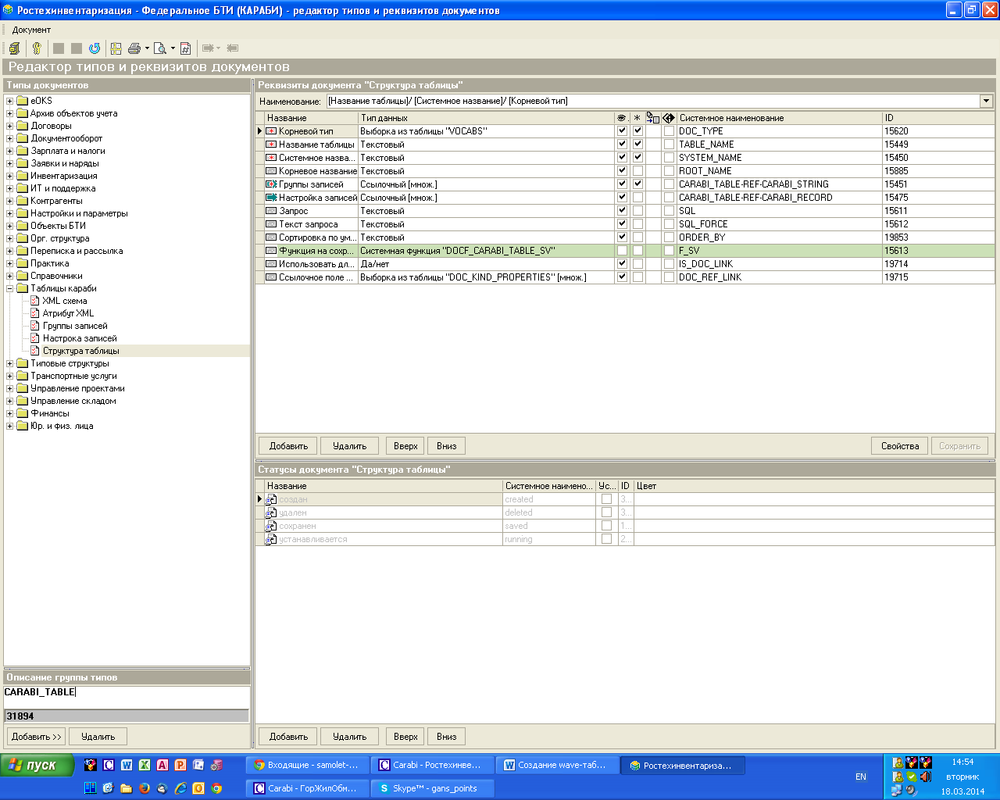 Ростехинвентаризация - Федеральное БТИ (КАРАБИ) - редактор типов и реквизитов документов
Документ
Редактор типов и реквизитов документов
Типы документов
eOKS
Архив объектов учета
Договоры
Документооборот
Зарплата и налоги
Заявки и наряды
Инвентаризация
ИТ и поддержка
Контрагенты
Настройки и параметры
Объекты БТИ
Орг. структура
Переписка и рассылка
Практика
Справочники
Таблицы караби
XML схема
Атрибут XML
Группы записей
Настрока записей
Структура таблицы
Типовые структуры
Транспортные услуги
Управление проектами
Управление складом
Финансы
Юр. и физ. лица
Описание группы типов
CARABI_TABLE
31894
Добавить >> Удалить
Реквизиты документа "Структура таблицы"
Наименование: [Название таблицы]/ [Системное название]/ [Корневой тип]
Название Тип данных Системное наименование ID
Корневой тип Выборка из таблицы "VOCABS" DOC_TYPE 15620
Название таблицы Текстовый TABLE_NAME 15449
Системное назва... Текстовый SYSTEM_NAME 15450
Корневое название Текстовый ROOT_NAME 15885
Группы записей Ссылочный [множ.] CARABI_TABLE-REF-CARABI_STRING 15451
Настройка записей Ссылочный [множ.] CARABI_TABLE-REF-CARABI_RECORD 15475
Запрос Текстовый SQL 15611
Текст запроса Текстовый SQL_FORCE 15612
Сортировка по ум... Текстовый ORDER_BY 19853
Функция на сохр... Системная функция "DOCF_CARABI_TABLE_SV" F_SV 15613
Использовать дл... Да/нет IS_DOC_LINK 19714
Ссылочное поле ... Выборка из таблицы "DOC_KIND_PROPERTIES" [множ.] DOC_REF_LINK 19715
Добавить Удалить Вверх Вниз Свойства Сохранить
Статусы документа "Структура таблицы"
Название Системное наимено... Ус... ID Цвет
создан created 3...
удален deleted 3...
сохранен saved 1...
устанавливается running 2...
Добавить Удалить Вверх Вниз
пуск
Входящие - samolet-... Carabi - Ростехинве... Создание wave-таб... Ростехинвентариза...
Carabi - ГорЖилОбм... Skype™ - gans_points
EN
14:54
вторник
18.03.2014